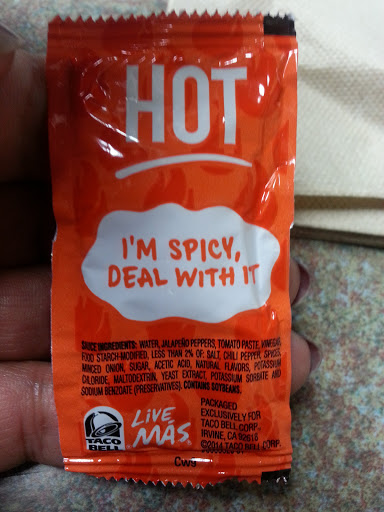 HOT
I'M SPICY,
DEAL WITH IT
SAUCE INGREDIENTS: WATER, JALAPEÑO PEPPERS, TOMATO PASTE, VINEGAR,
FOOD STARCH-MODIFIED, LESS THAN 2% OF: SALT, CHILI PEPPER, SPICES,
MINCED ONION, SUGAR, ACETIC ACID, NATURAL FLAVORS, POTASSIUM
CHLORIDE, MALTODEXTRIN, YEAST EXTRACT, POTASSIUM SORBATE AND
SODIUM BENZOATE (PRESERVATIVES). CONTAINS SOYBEANS.
TACO
BELL
LIVE
MÁS
PACKAGED
EXCLUSIVELY FOR
TACO BELL CORP.,
IRVINE, CA 92618
©2014 TACO BELL CORP.
CW9